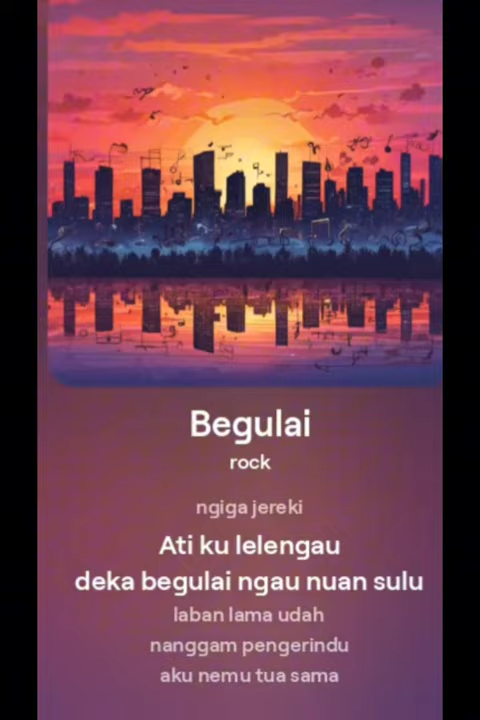 Begulai
rock
ngiga jereki
Ati ku lelengau
deka begulai ngau nuan sulu
laban lama udah
nanggam pengerindu
aku nemu tua sama